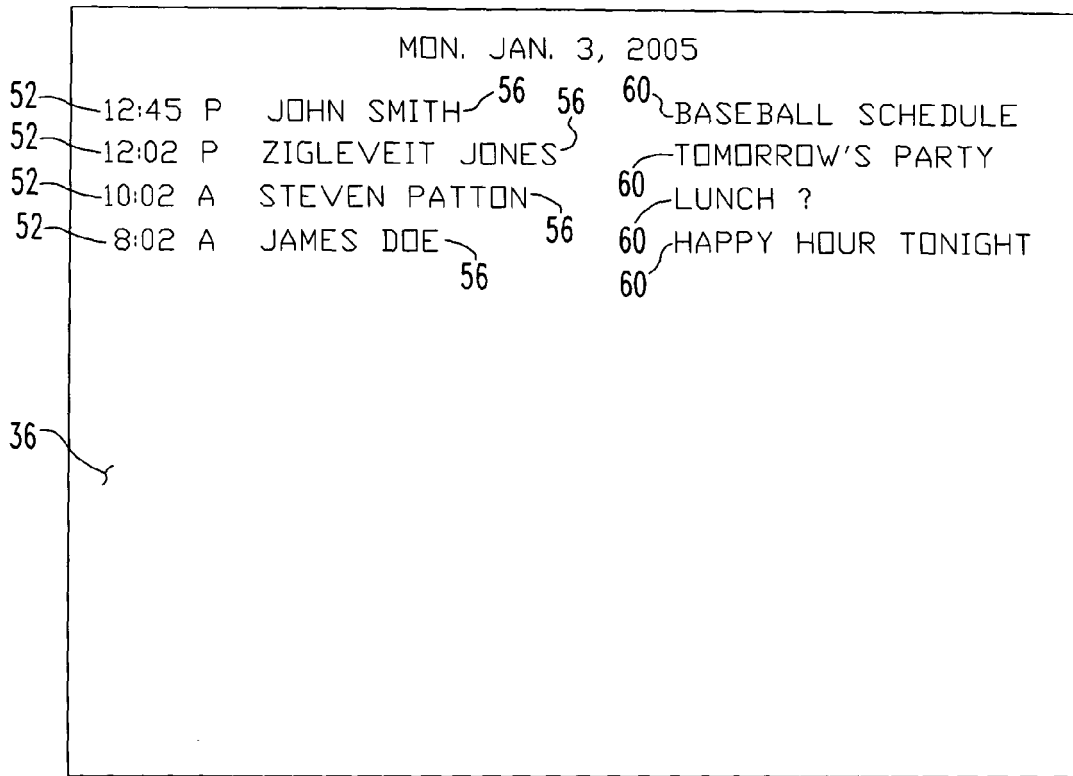 MON. JAN. 3, 2005
52 12:45 P JOHN SMITH 56 56 60 BASEBALL SCHEDULE
52 12:02 P ZIGLEVEIT JONES 60 TOMORROW'S PARTY
52 10:02 A STEVEN PATTON 56 60 LUNCH ?
52 8:02 A JAMES DOE 56 60 HAPPY HOUR TONIGHT
36